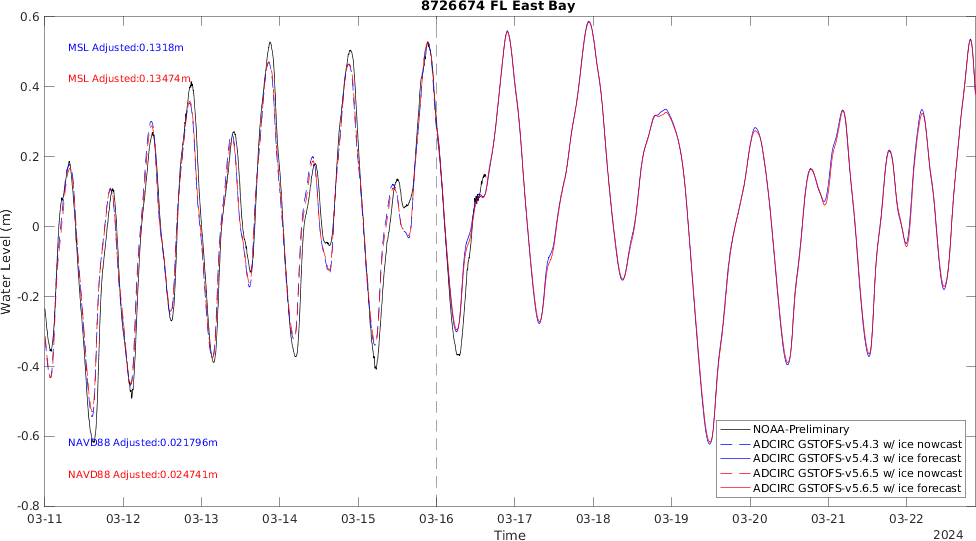 8726674 FL East Bay
0.6
0.4
0.2
0
-0.2
-0.4
-0.6
-0.8
Water Level (m)
MSL Adjusted:0.1318m
MSL Adjusted:0.13474m
NAVD88 Adjusted:0.021796m
NAVD88 Adjusted:0.024741m
NOAA-Preliminary
ADCIRC GSTOFS-v5.4.3 w/ ice nowcast
ADCIRC GSTOFS-v5.4.3 w/ ice forecast
ADCIRC GSTOFS-v5.6.5 w/ ice nowcast
ADCIRC GSTOFS-v5.6.5 w/ ice forecast
03-11 03-12 03-13 03-14 03-15 03-16 03-17 03-18 03-19 03-20 03-21 03-22
Time
2024